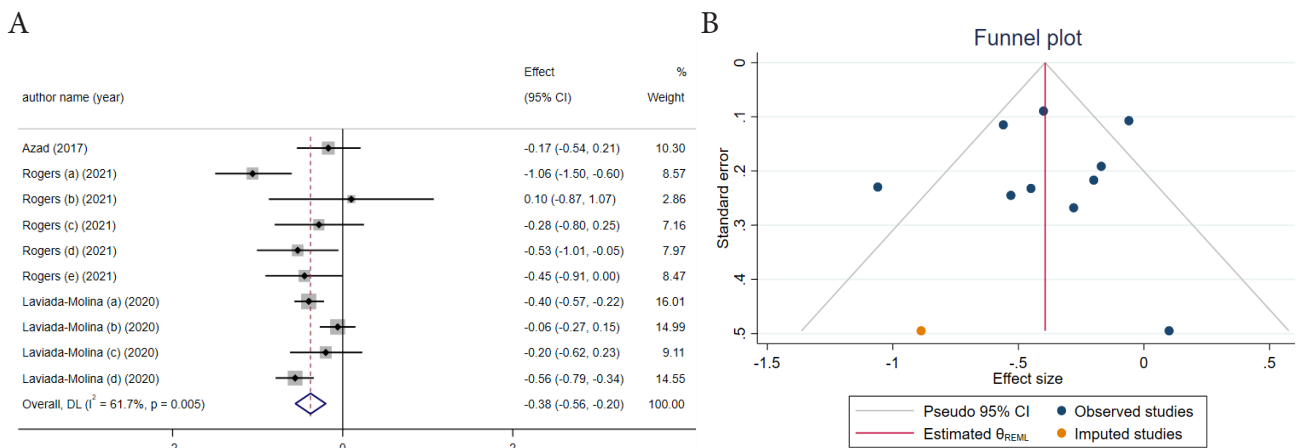 A
Effect %
author name (year) (95% CI) Weight
Azad (2017) -0.17 (-0.54, 0.21) 10.30
Rogers (a) (2021) -1.06 (-1.50, -0.60) 8.57
Rogers (b) (2021) 0.10 (-0.87, 1.07) 2.86
Rogers (c) (2021) -0.28 (-0.80, 0.25) 7.16
Rogers (d) (2021) -0.53 (-1.01, -0.05) 7.97
Rogers (e) (2021) -0.45 (-0.91, 0.00) 8.47
Laviada-Molina (a) (2020) -0.40 (-0.57, -0.22) 16.01
Laviada-Molina (b) (2020) -0.06 (-0.27, 0.15) 14.99
Laviada-Molina (c) (2020) -0.20 (-0.62, 0.23) 9.11
Laviada-Molina (d) (2020) -0.56 (-0.79, -0.34) 14.55
Overall, DL (I² = 61.7%, p = 0.005) -0.38 (-0.56, -0.20) 100.00
B
Funnel plot
Standard error
0
.1
.2
.3
.4
.5
-1.5 -1 -.5 0 .5
Effect size
Pseudo 95% CI Observed studies
Estimated θREML Imputed studies